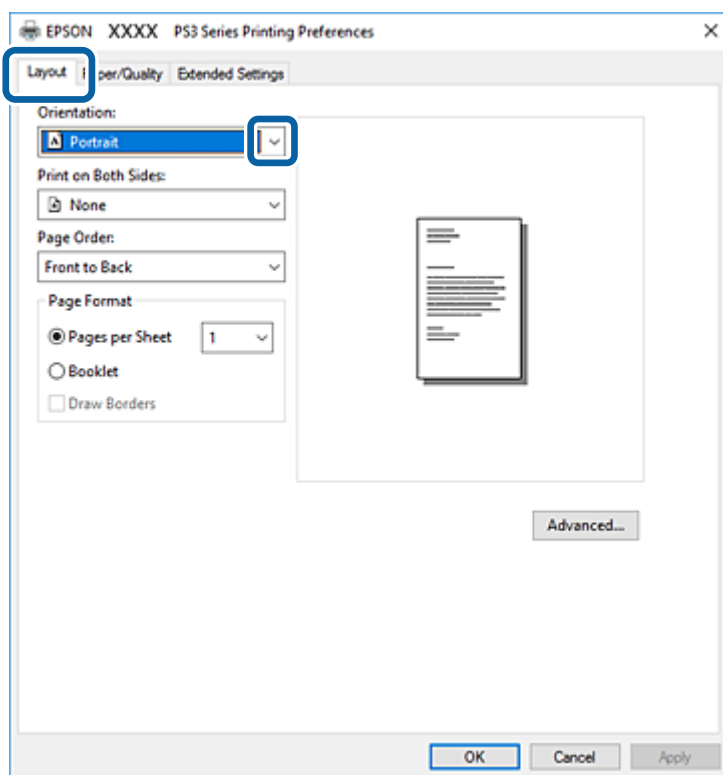 EPSON XXXX PS3 Series Printing Preferences
Layout per/Quality Extended Settings
Orientation:
A Portrait
Print on Both Sides:
None
Page Order:
Front to Back
Page Format
Pages per Sheet 1
Booklet
Draw Borders
Advanced...
OK Cancel Apply